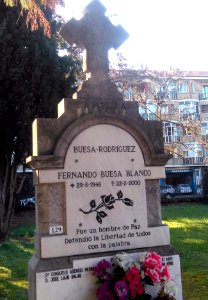 BUESA-RODRIGUEZ
FERNANDO BUESA BLANCO
* 29-5-1946 † 22-2-2000
Fue un hombre de Paz
Defendio la libertad de todos
con la palabra
129